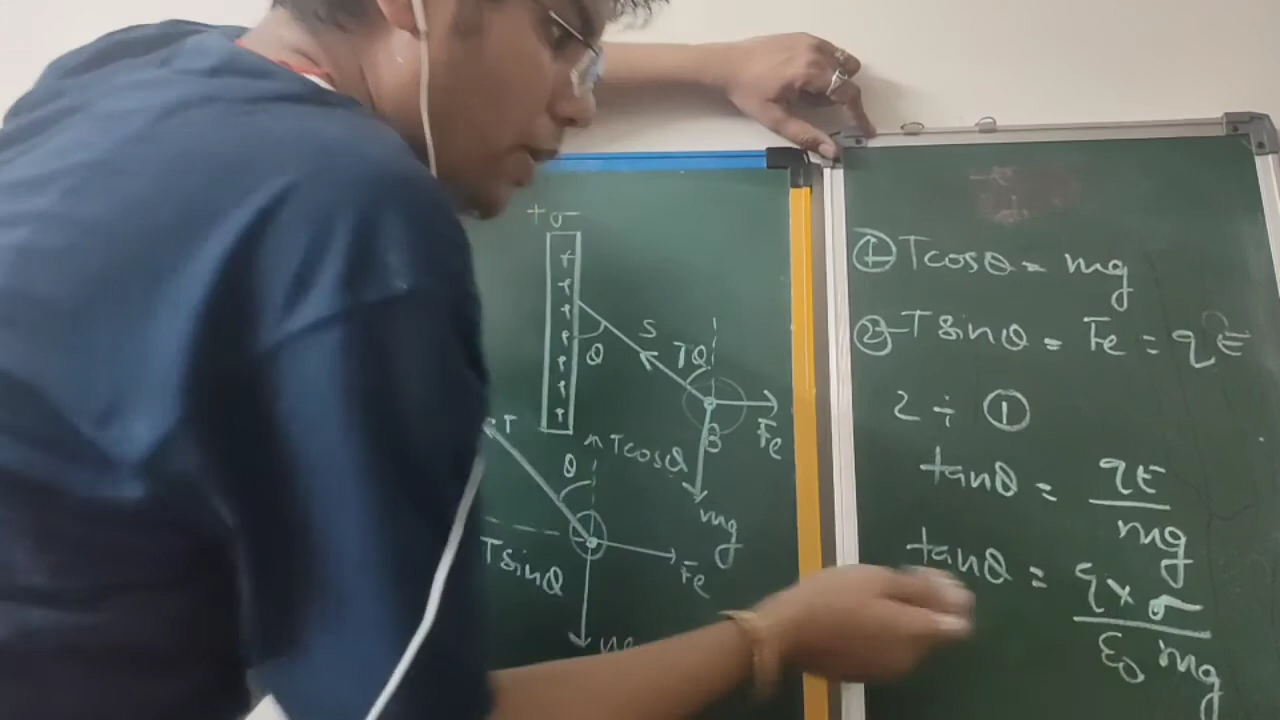 +σ
+
+
+
+
+
+
+
θ
S
Tθ
B
Fe
mg
T
θ
Tcosθ
Tsinθ
Fe
① Tcosθ = mg
② Tsinθ = Fe = qE
2 ÷ ①
tanθ = qE / mg
tanθ = q x σ / ε₀ mg